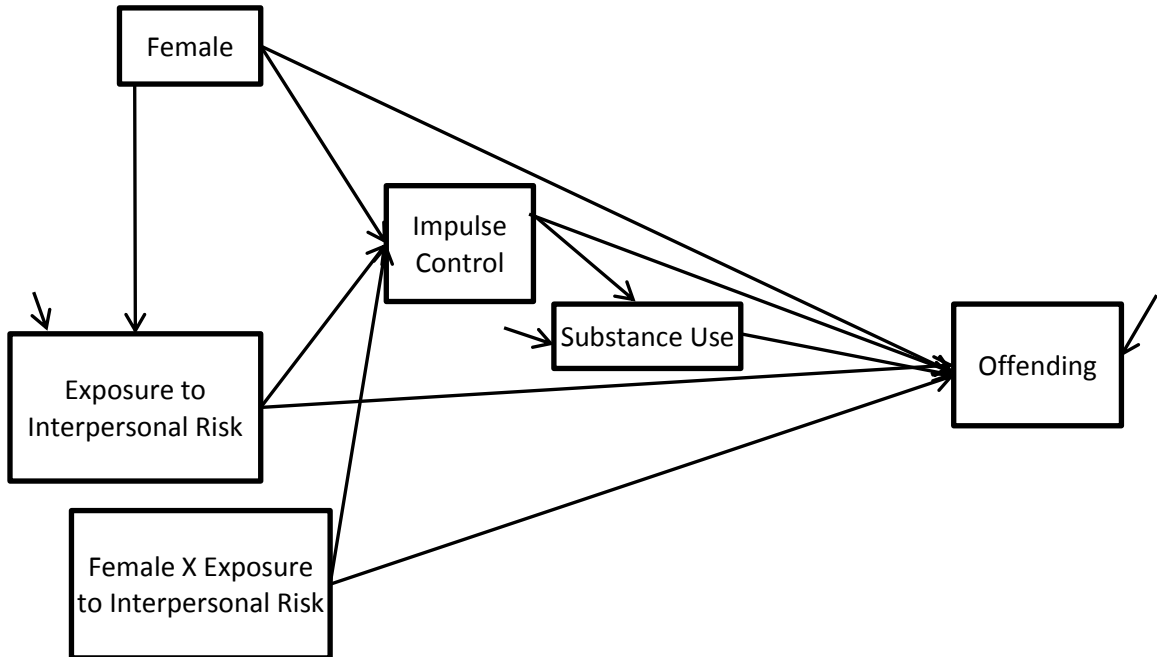 Female
Impulse
Control
Substance Use
Offending
Exposure to
Interpersonal Risk
Female X Exposure
to Interpersonal Risk